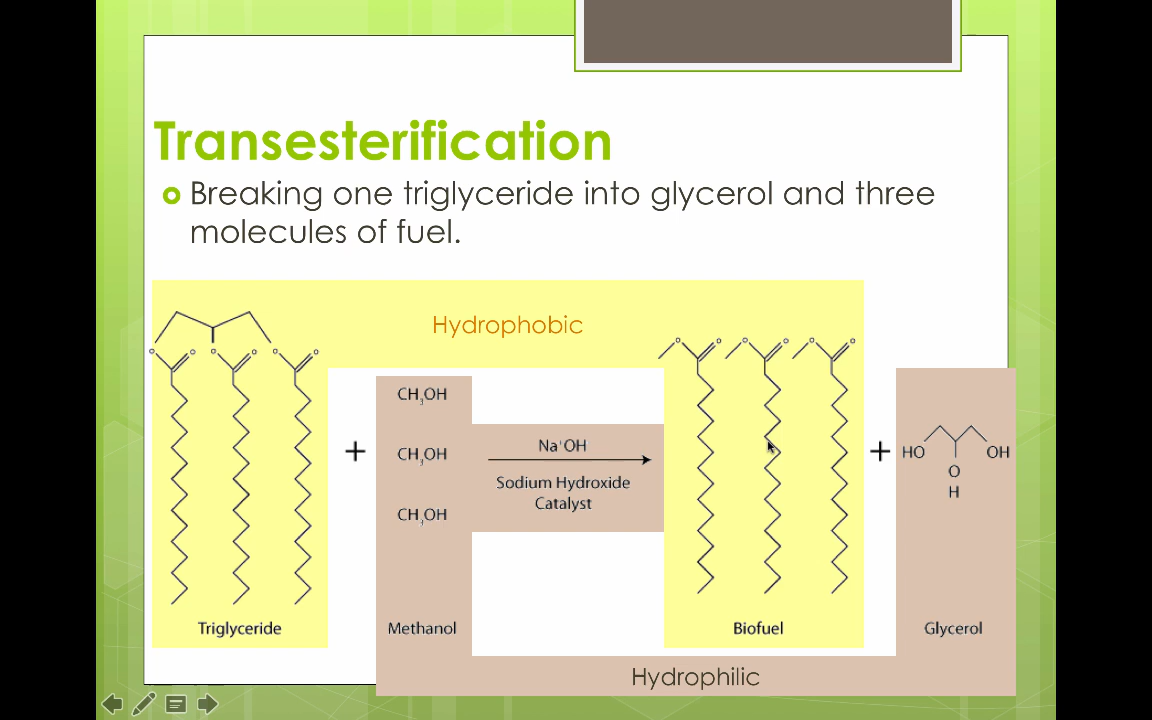 Transesterification
Breaking one triglyceride into glycerol and three
molecules of fuel.
Hydrophobic
O O O O O O
+
CH₃OH
CH₃OH
CH₃OH
Na⁺OH
Sodium Hydroxide
Catalyst
O O O O O O
+
HO OH
O
H
Triglyceride
Methanol
Biofuel
Glycerol
Hydrophilic